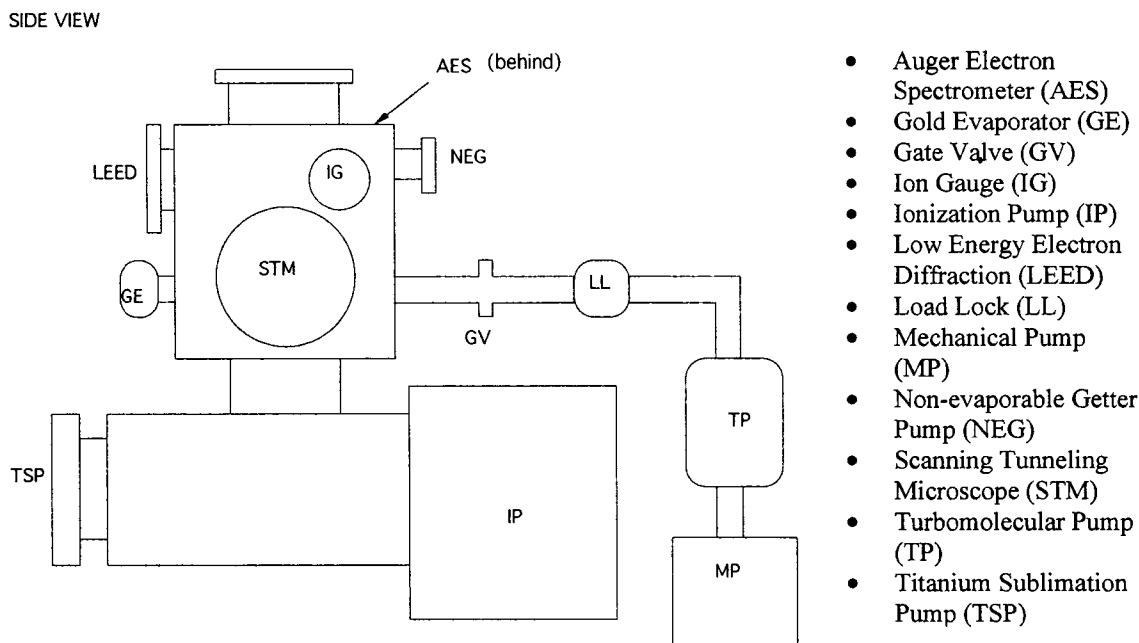 SIDE VIEW
AES (behind)
LEED
IG
NEG
STM
GE
LL
GV
TSP
TP
IP
MP
• Auger Electron
Spectrometer (AES)
• Gold Evaporator (GE)
• Gate Valve (GV)
• Ion Gauge (IG)
• Ionization Pump (IP)
• Low Energy Electron
Diffraction (LEED)
• Load Lock (LL)
• Mechanical Pump
(MP)
• Non-evaporable Getter
Pump (NEG)
• Scanning Tunneling
Microscope (STM)
• Turbomolecular Pump
(TP)
• Titanium Sublimation
Pump (TSP)